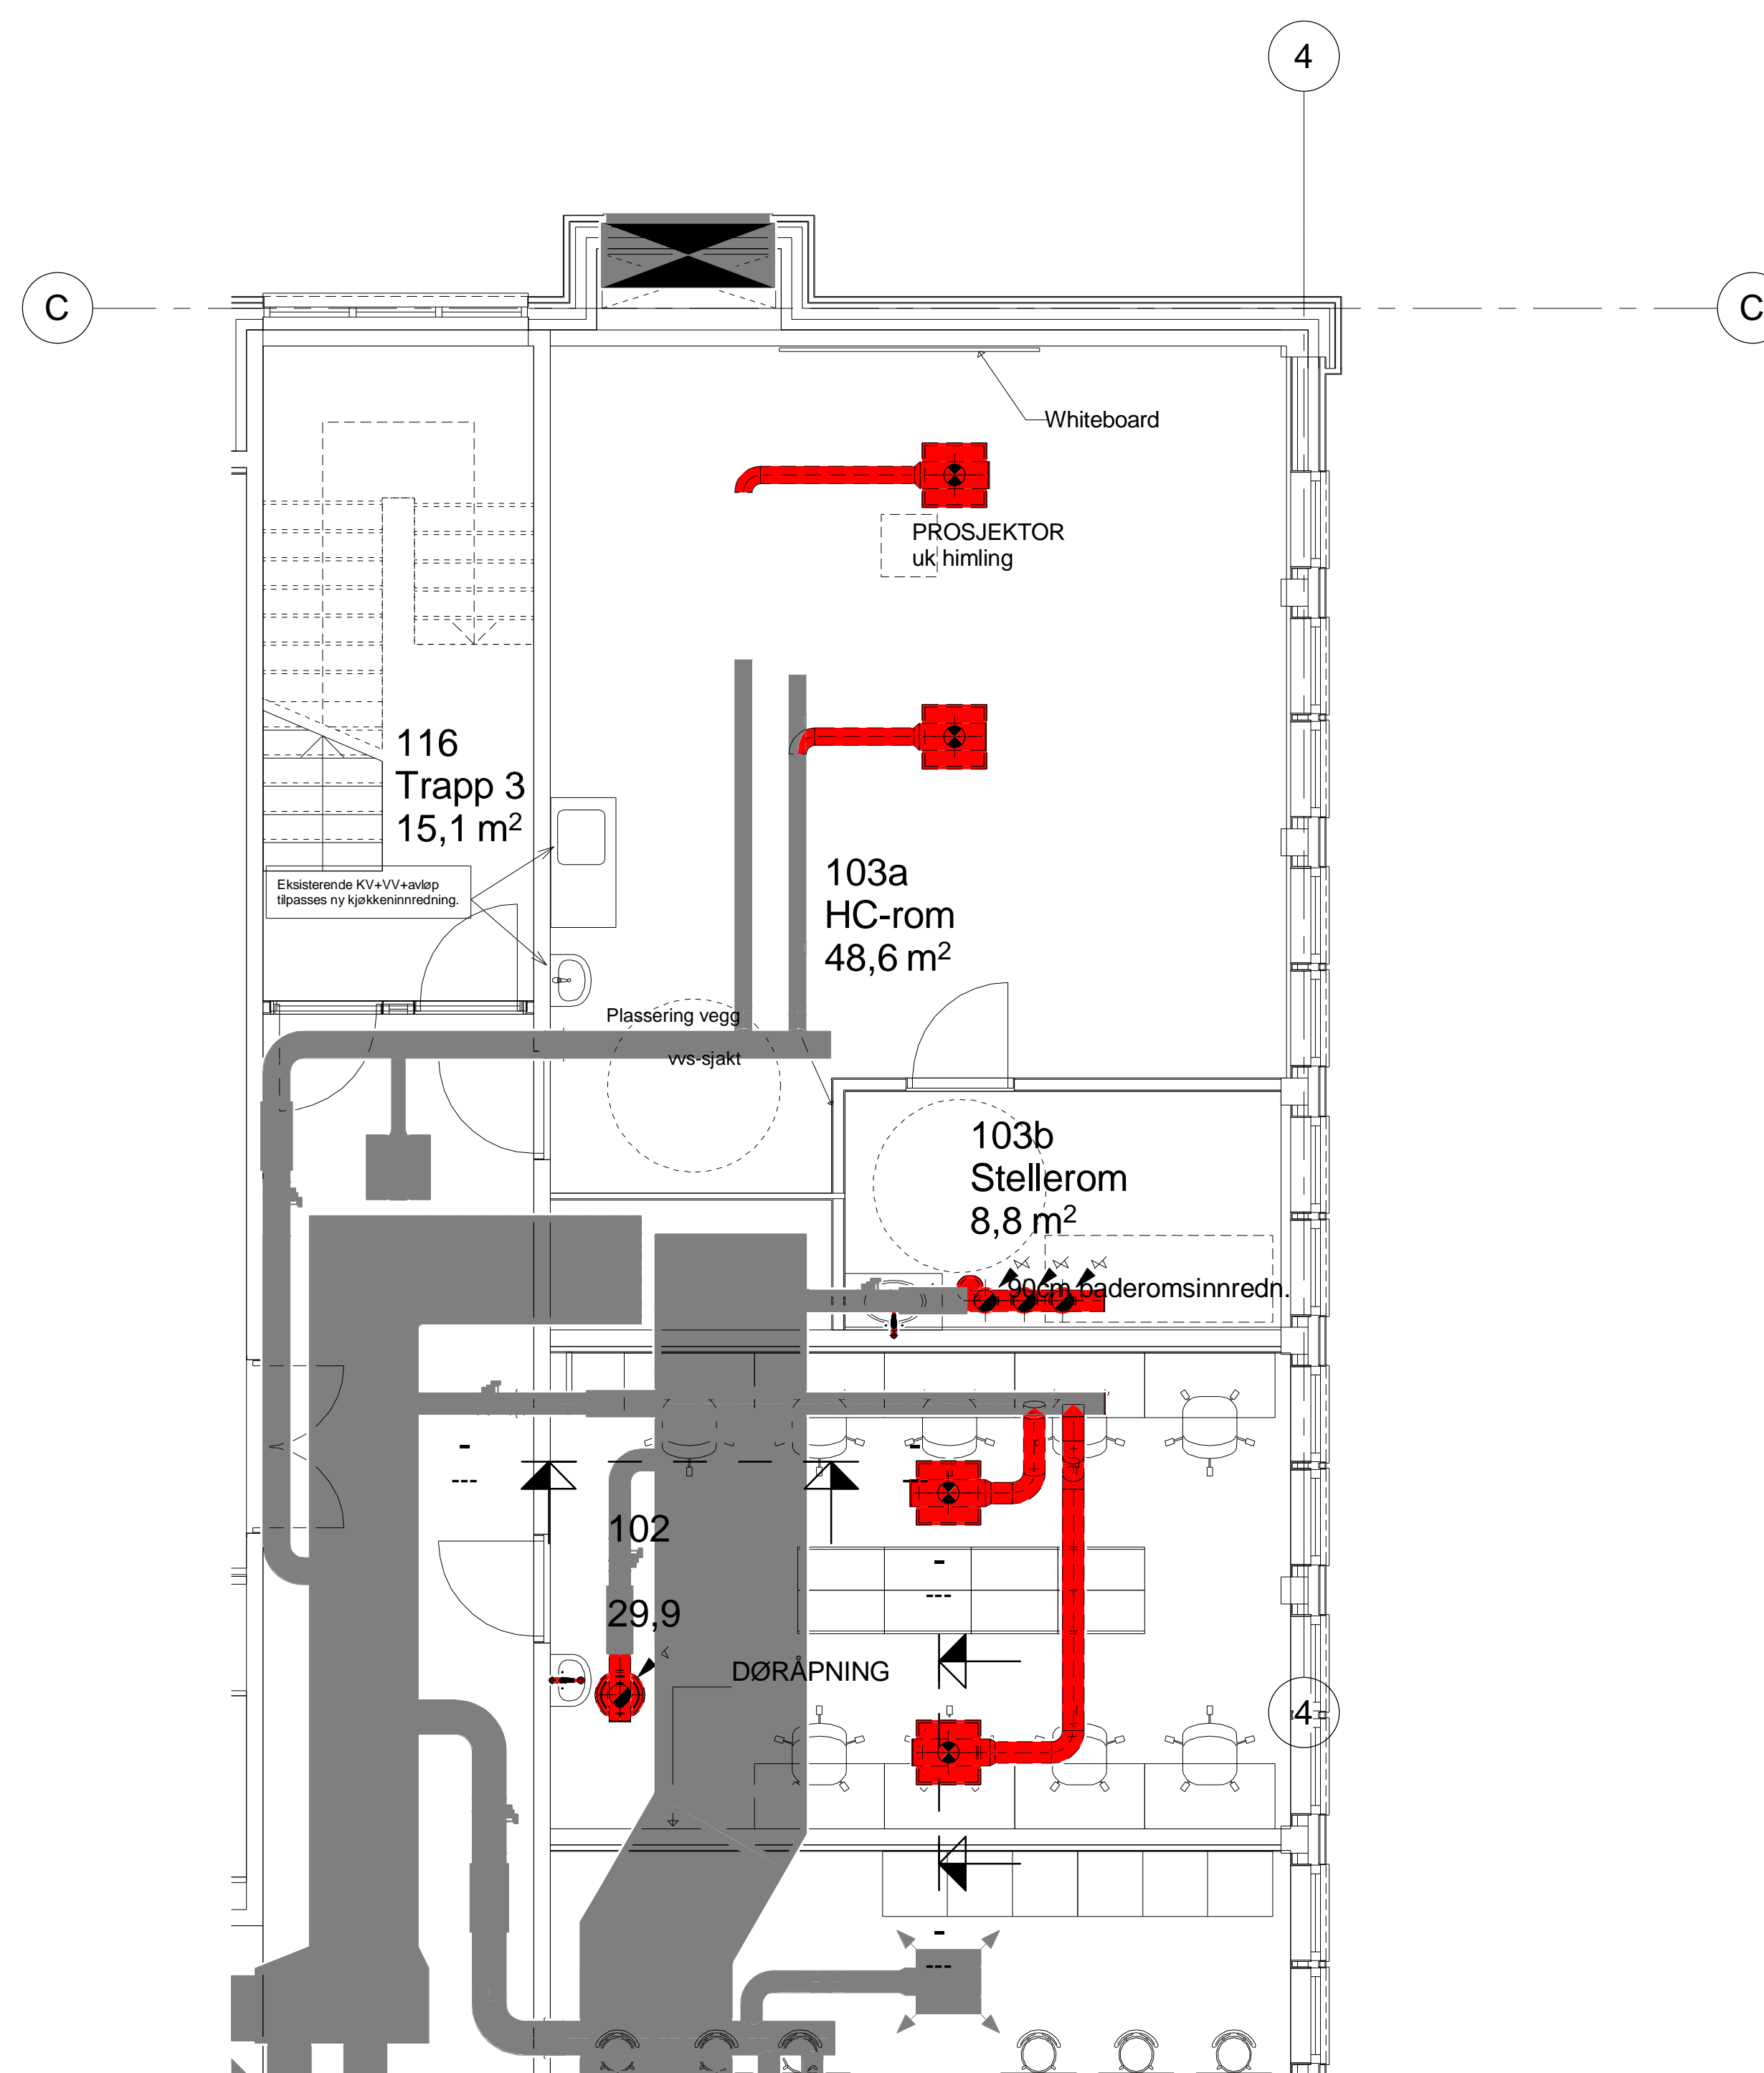 4
C
C
Whiteboard
PROSJEKTOR
uk himling
116
Trapp 3
15,1 m²
Eksisterende KV+VV+avløp
tilpasses ny kjøkkeninnredning.
103a
HC-rom
48,6 m²
Plassering vegg
vvs-sjakt
103b
Stellerom
8,8 m²
90cm baderomsinnredn.
-
---
-
---
102
-
---
29,9
DØRÅPNING
4
-
---